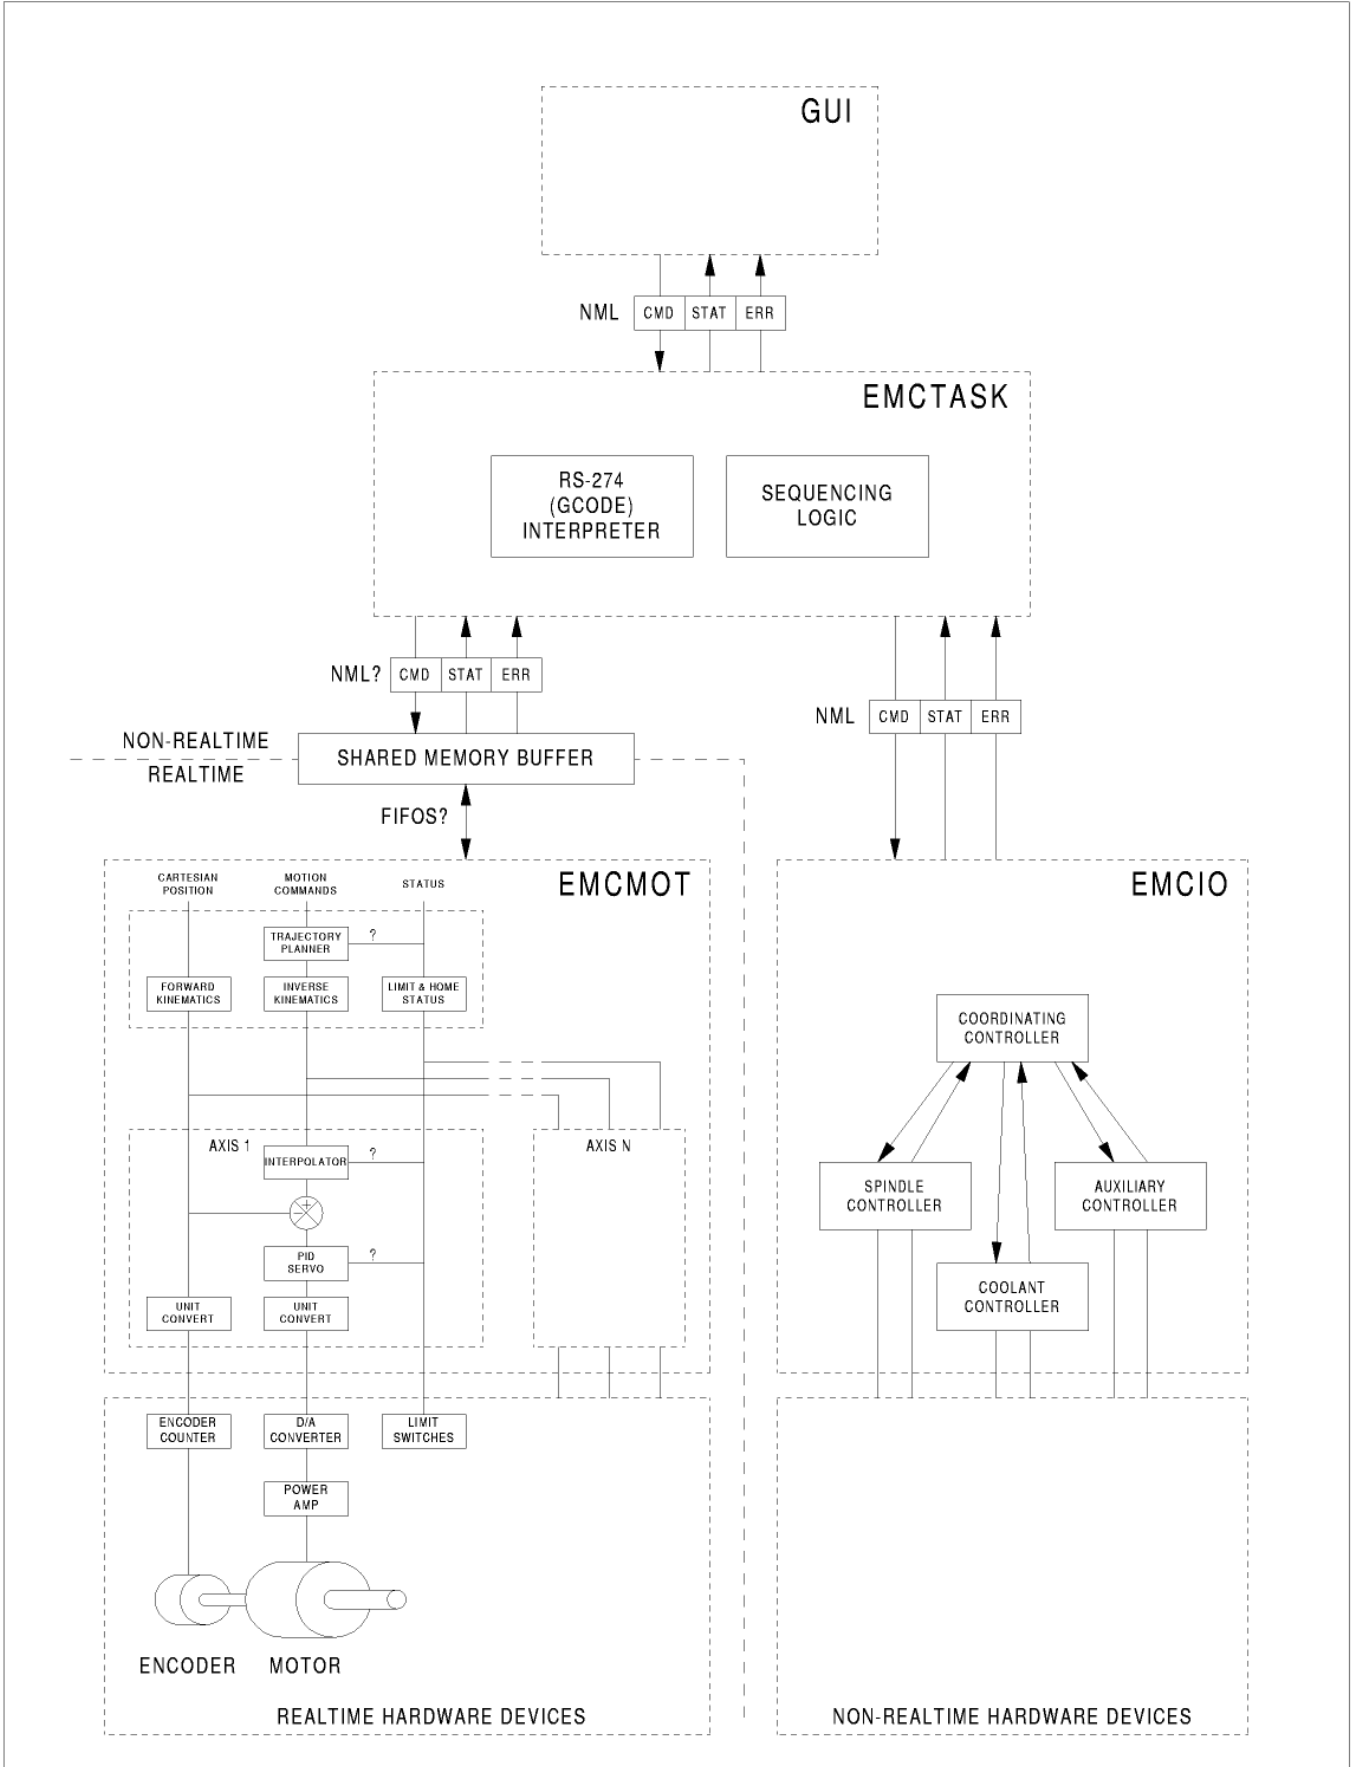 GUI
NML
CMD
STAT
ERR
EMCTASK
RS-274
(GCODE)
INTERPRETER
SEQUENCING
LOGIC
NML?
CMD
STAT
ERR
NML
CMD
STAT
ERR
NON-REALTIME
REALTIME
SHARED MEMORY BUFFER
FIFOS?
EMCMOT
CARTESIAN
POSITION
MOTION
COMMANDS
STATUS
TRAJECTORY
PLANNER
?
FORWARD
KINEMATICS
INVERSE
KINEMATICS
LIMIT & HOME
STATUS
AXIS 1
INTERPOLATOR
?
+
−
PID
SERVO
?
UNIT
CONVERT
UNIT
CONVERT
AXIS N
EMCIO
COORDINATING
CONTROLLER
SPINDLE
CONTROLLER
AUXILIARY
CONTROLLER
COOLANT
CONTROLLER
ENCODER
COUNTER
D/A
CONVERTER
LIMIT
SWITCHES
POWER
AMP
ENCODER
MOTOR
REALTIME HARDWARE DEVICES
NON-REALTIME HARDWARE DEVICES